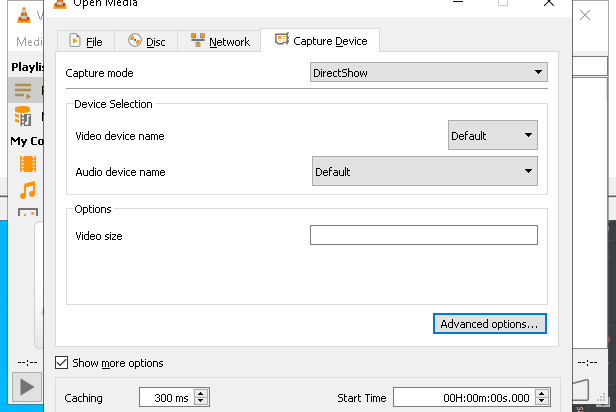 Open Media
Medi
File
Disc
Network
Capture Device
Playlis
Capture mode
DirectShow
Device Selection
Video device name
Default
My Co
Audio device name
Default
Options
Video size
Advanced options...
Show more options
--:--
--:--
Caching
300 ms
Start Time
00H:00m:00s.000